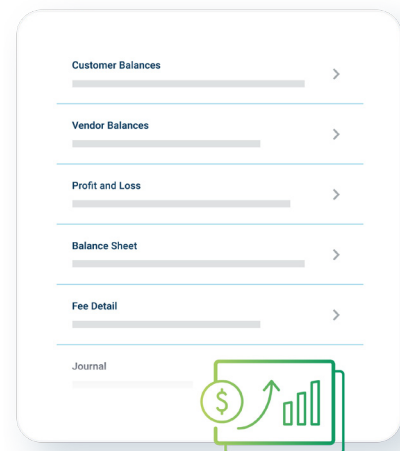 Customer Balances
Vendor Balances
Profit and Loss
Balance Sheet
Fee Detail
Journal
$